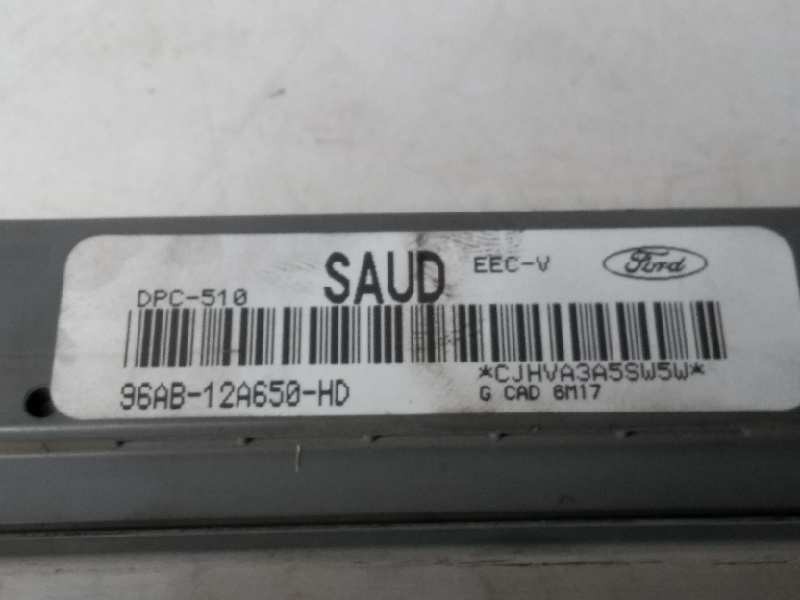 SAUD EEC-V Ford
DPC-510
*CJHVA3A5SW5W*
96AB-12A650-HD G CAD 6M17